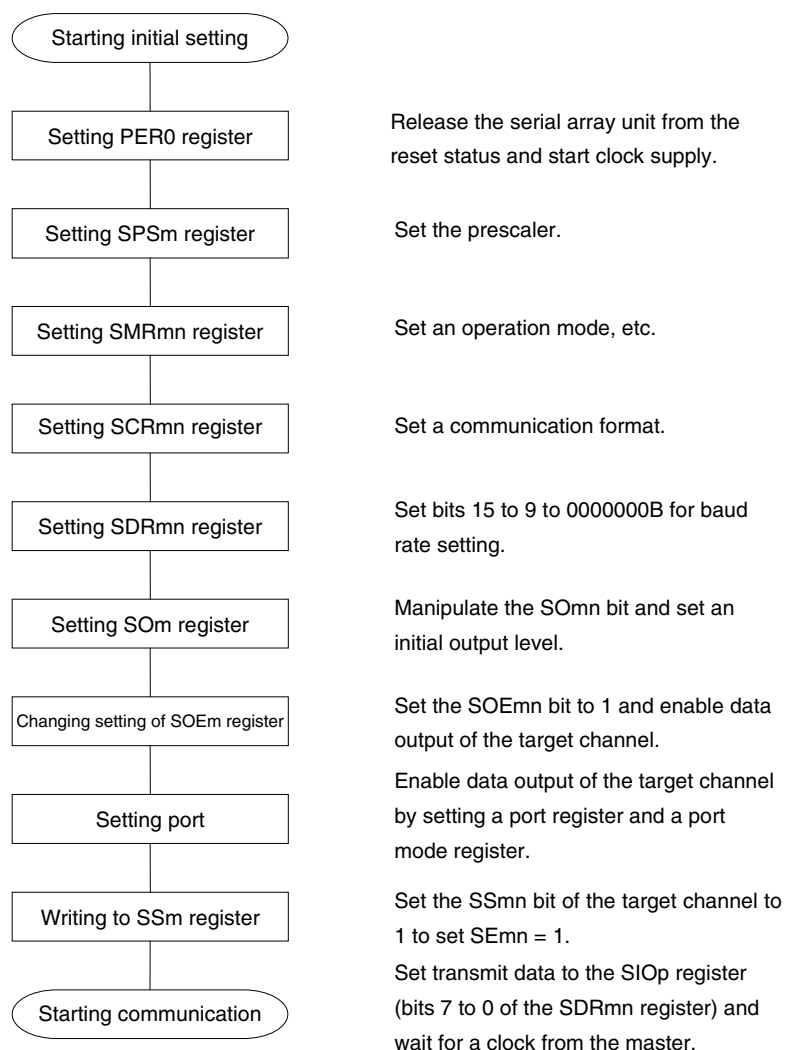 Starting initial setting
Setting PER0 register
Release the serial array unit from the
reset status and start clock supply.
Setting SPSm register
Set the prescaler.
Setting SMRmn register
Set an operation mode, etc.
Setting SCRmn register
Set a communication format.
Setting SDRmn register
Set bits 15 to 9 to 0000000B for baud
rate setting.
Setting SOm register
Manipulate the SOmn bit and set an
initial output level.
Changing setting of SOEm register
Set the SOEmn bit to 1 and enable data
output of the target channel.
Setting port
Enable data output of the target channel
by setting a port register and a port
mode register.
Writing to SSm register
Set the SSmn bit of the target channel to
1 to set SEmn = 1.
Starting communication
Set transmit data to the SIOp register
(bits 7 to 0 of the SDRmn register) and
wait for a clock from the master.